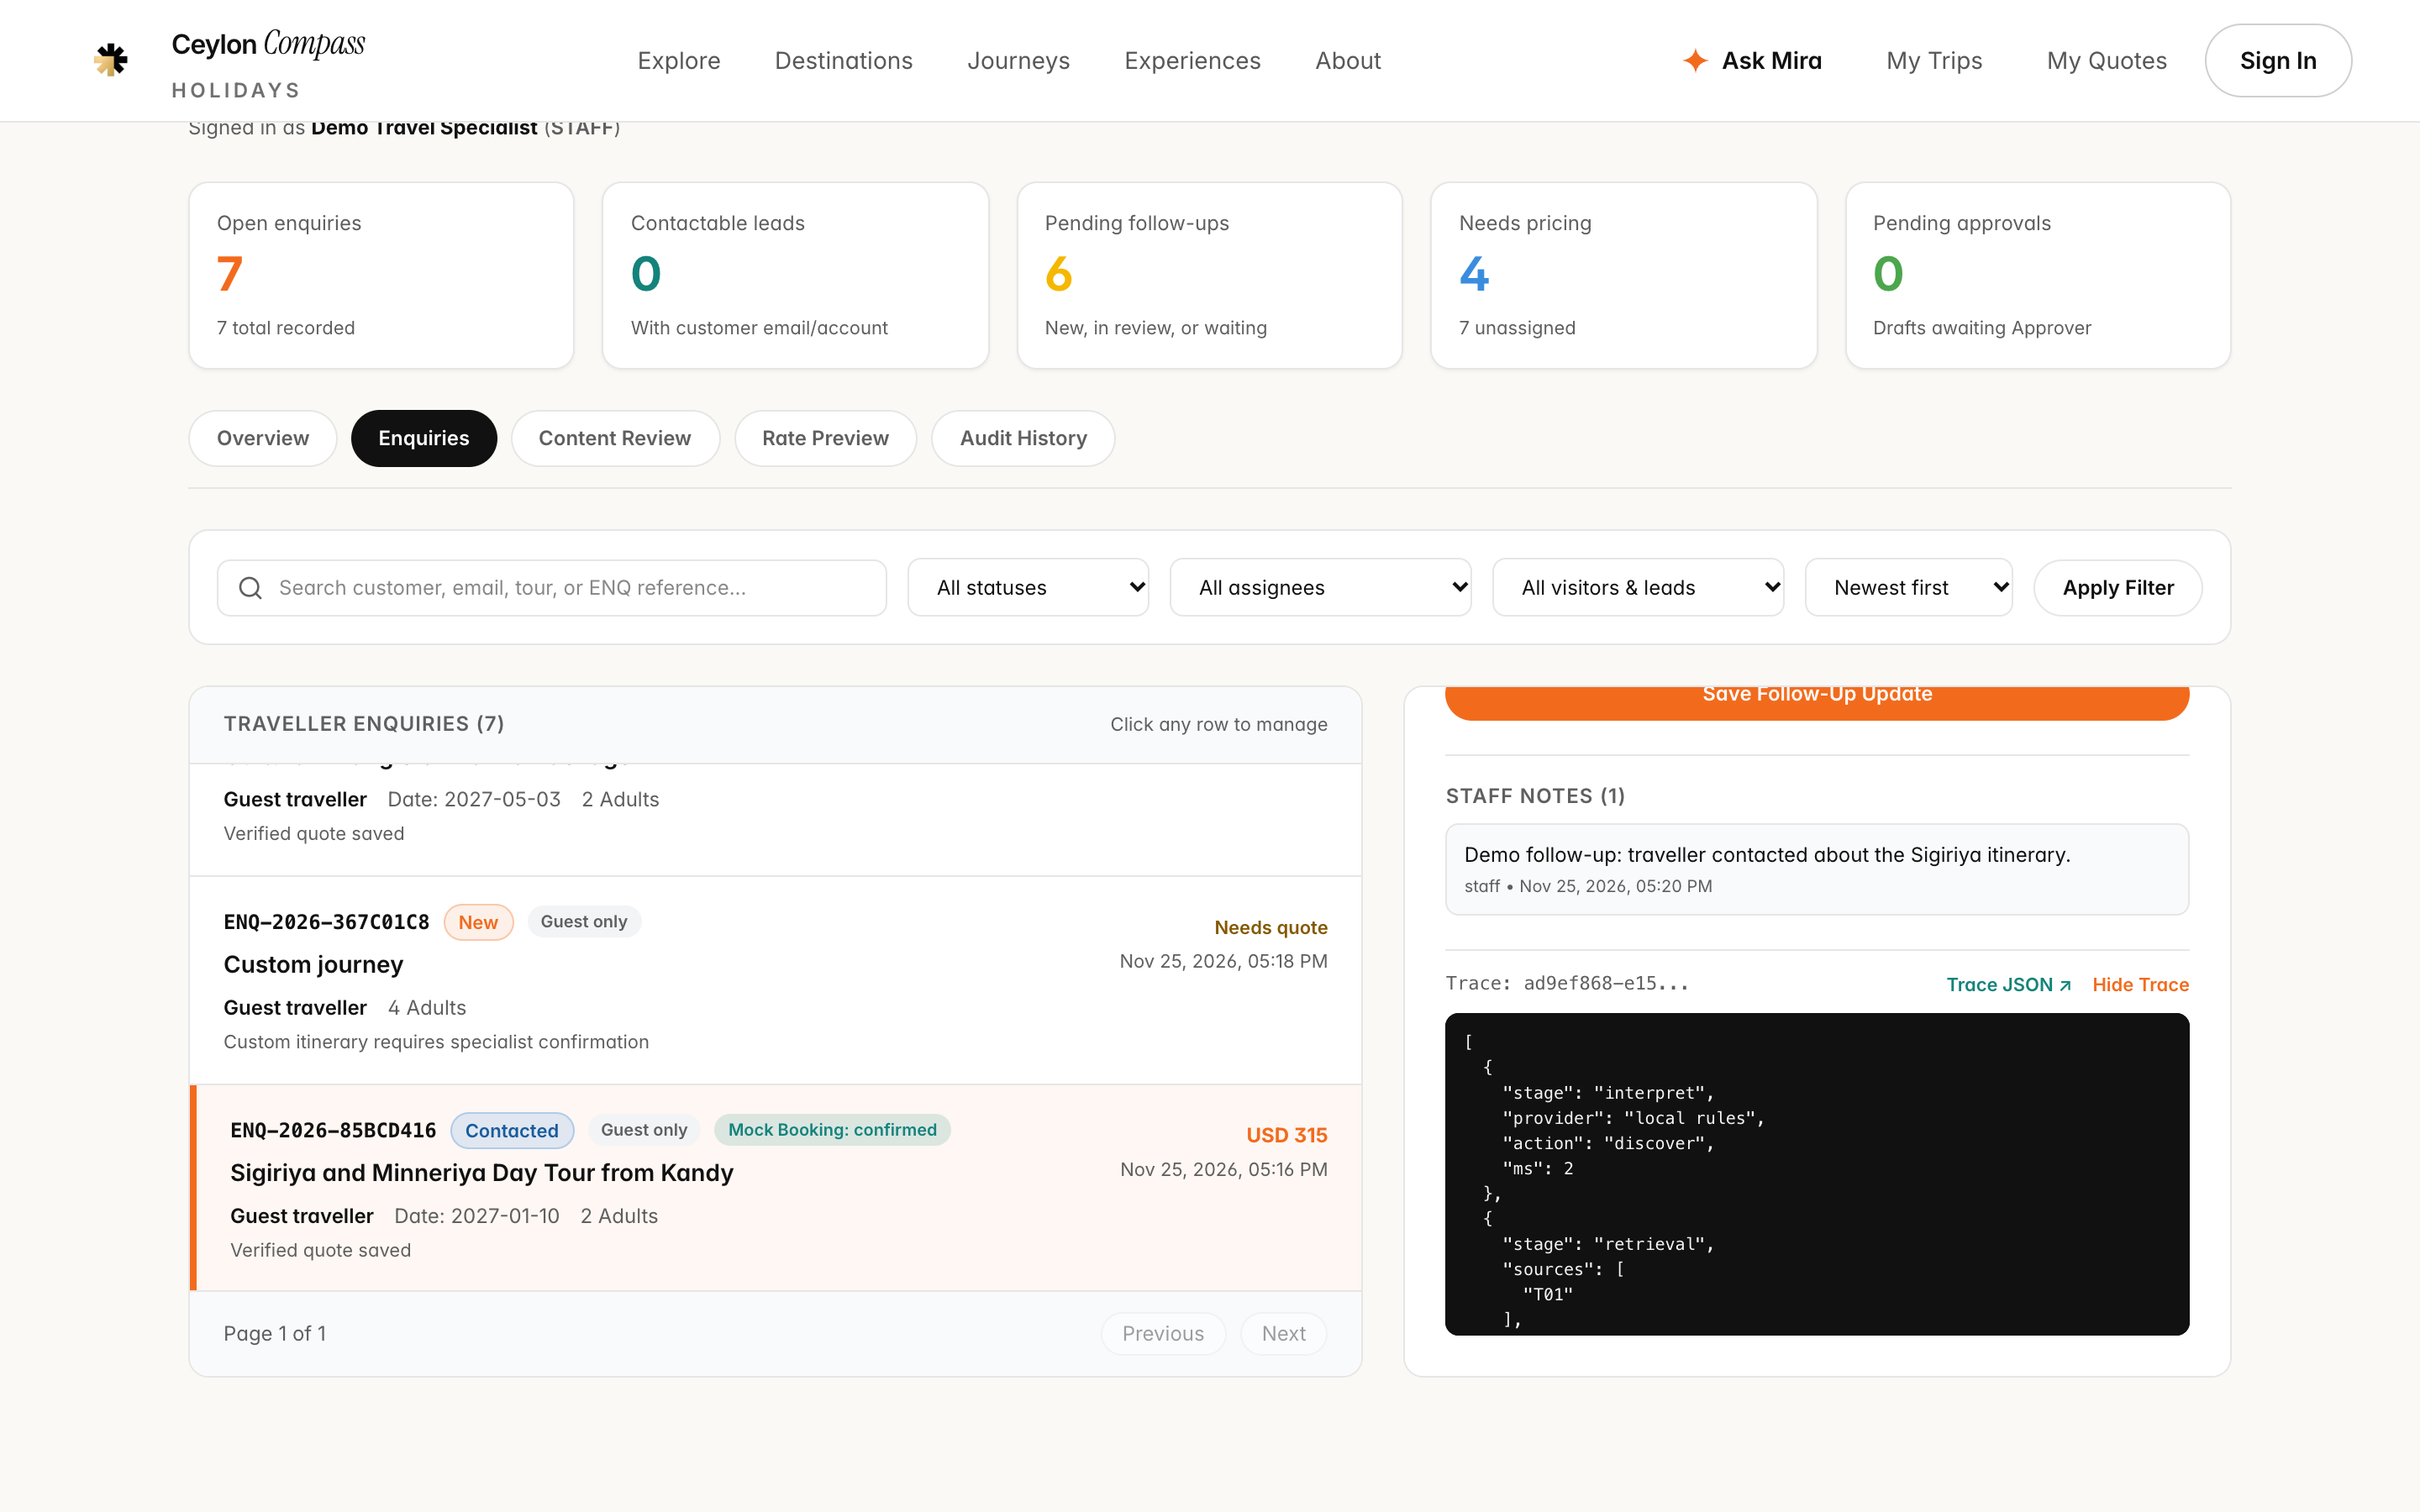 Ceylon Compass
HOLIDAYS
Explore
Destinations
Journeys
Experiences
About
Ask Mira
My Trips
My Quotes
Sign In
Signed in as Demo Travel Specialist (STAFF)
Open enquiries
7
7 total recorded
Contactable leads
0
With customer email/account
Pending follow-ups
6
New, in review, or waiting
Needs pricing
4
7 unassigned
Pending approvals
0
Drafts awaiting Approver
Overview
Enquiries
Content Review
Rate Preview
Audit History
Search customer, email, tour, or ENQ reference...
All statuses
All assignees
All visitors & leads
Newest first
Apply Filter
TRAVELLER ENQUIRIES (7)
Click any row to manage
Guest traveller Date: 2027-05-03 2 Adults
Verified quote saved
ENQ-2026-367C01C8 New Guest only
Needs quote
Custom journey
Nov 25, 2026, 05:18 PM
Guest traveller 4 Adults
Custom itinerary requires specialist confirmation
ENQ-2026-85BCD416 Contacted Guest only Mock Booking: confirmed
USD 315
Sigiriya and Minneriya Day Tour from Kandy
Nov 25, 2026, 05:16 PM
Guest traveller Date: 2027-01-10 2 Adults
Verified quote saved
Page 1 of 1
Previous
Next
Save Follow-Up Update
STAFF NOTES (1)
Demo follow-up: traveller contacted about the Sigiriya itinerary.
staff • Nov 25, 2026, 05:20 PM
Trace: ad9ef868-e15...
Trace JSON ↗
Hide Trace
[
{
"stage": "interpret",
"provider": "local rules",
"action": "discover",
"ms": 2
},
{
"stage": "retrieval",
"sources": [
"T01"
],